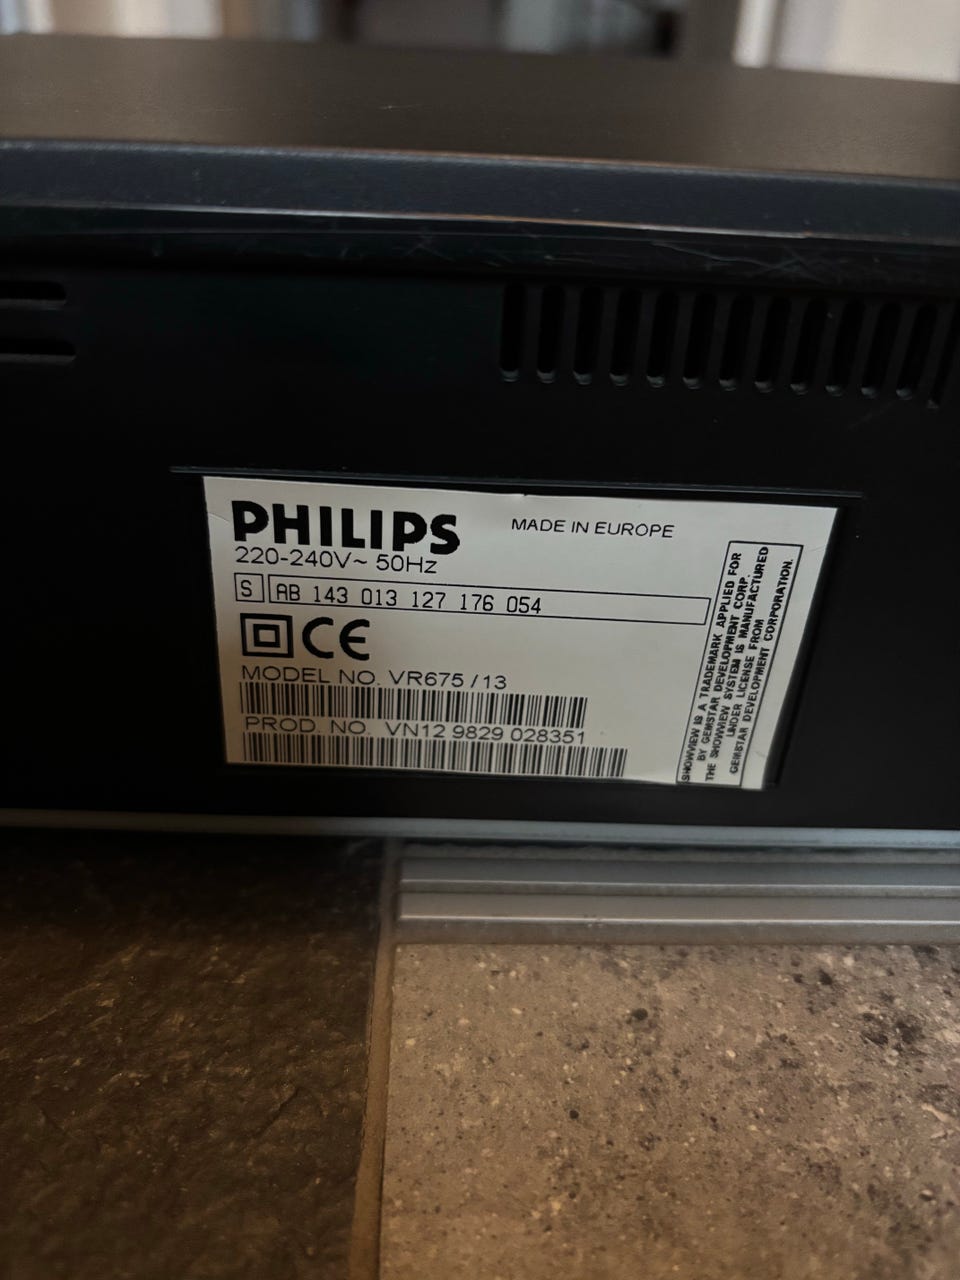 PHILIPS
MADE IN EUROPE
220-240V~ 50Hz
S AB 143 013 127 176 054
CE
MODEL NO. VR675/13
PROD. NO. VN12 9829 028351
SHOWVIEW IS A TRADEMARK APPLIED FOR
BY GEMSTAR DEVELOPMENT CORP.
THE SHOWVIEW SYSTEM IS MANUFACTURED
UNDER LICENSE FROM
GEMSTAR DEVELOPMENT CORPORATION.